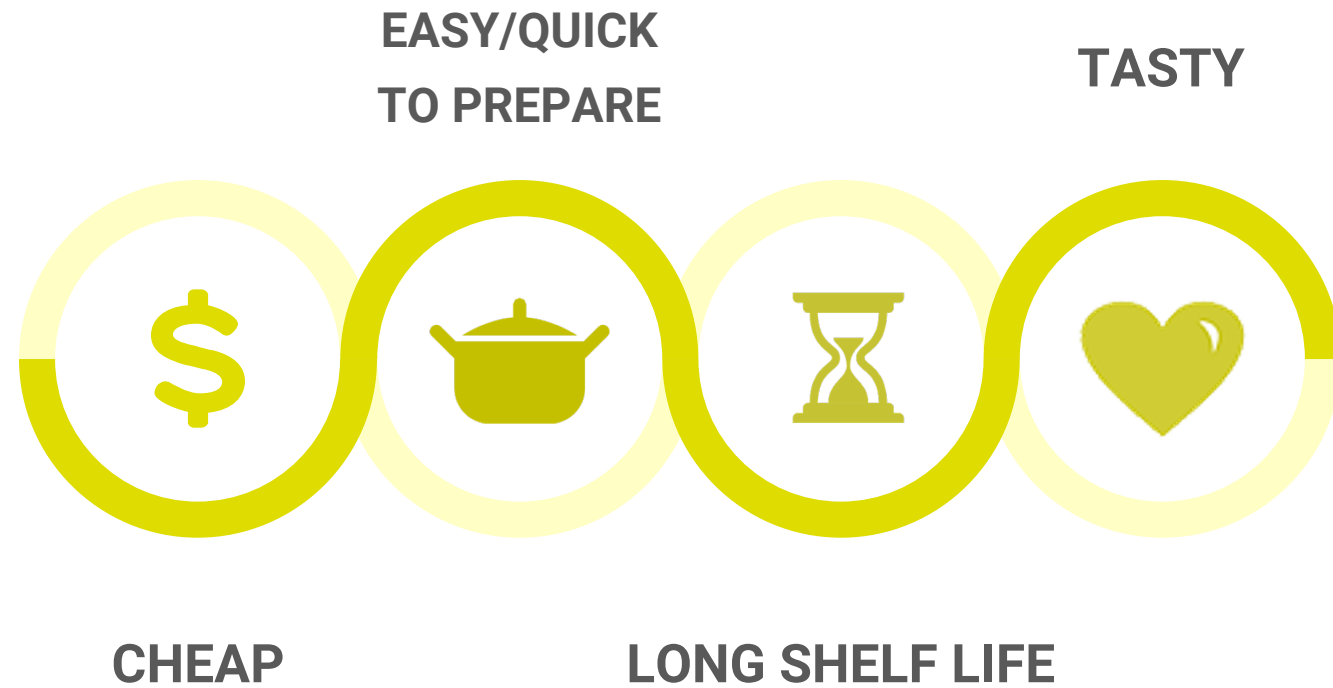 EASY/QUICK
TO PREPARE
TASTY
$
CHEAP
LONG SHELF LIFE